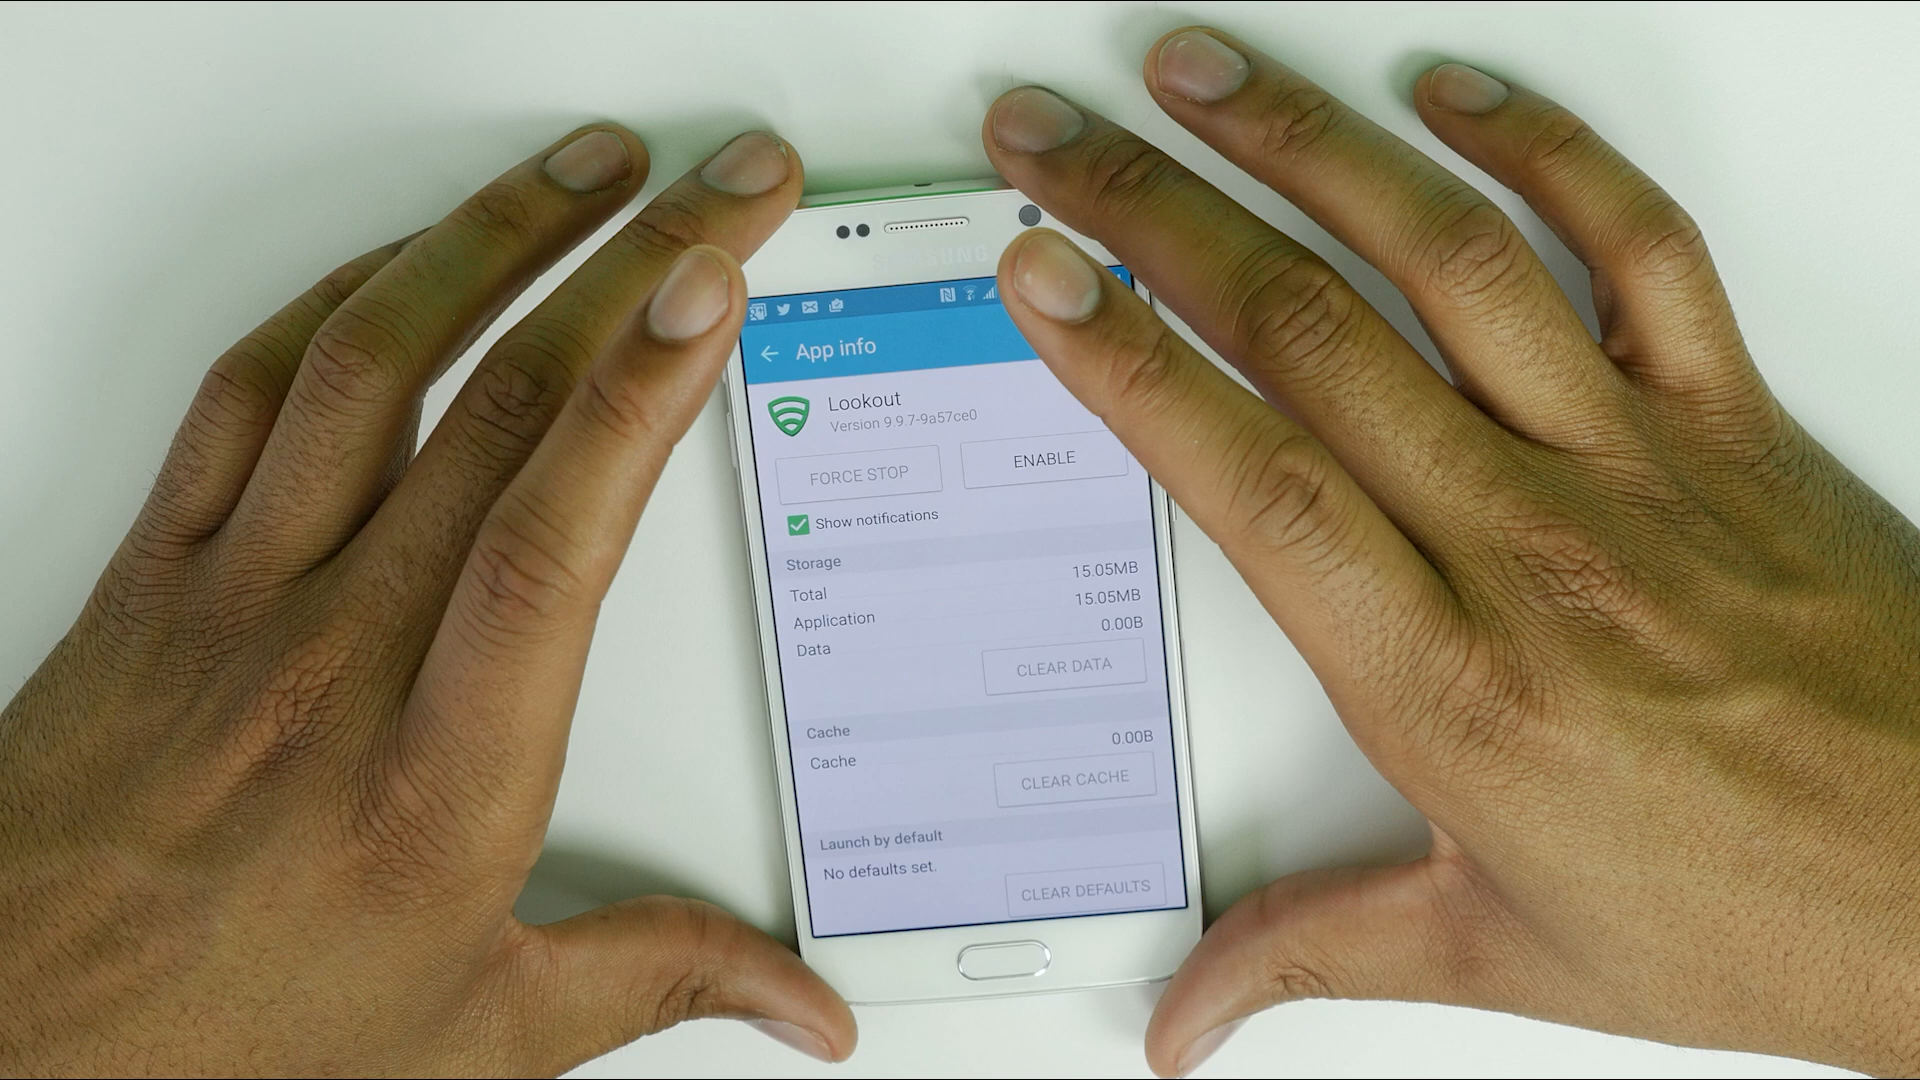 SAMSUNG
App info
Lookout
Version 9.9.7-9a57ce0
FORCE STOP
ENABLE
Show notifications
Storage
Total 15.05MB
Application 15.05MB
Data 0.00B
CLEAR DATA
Cache
Cache 0.00B
CLEAR CACHE
Launch by default
No defaults set.
CLEAR DEFAULTS